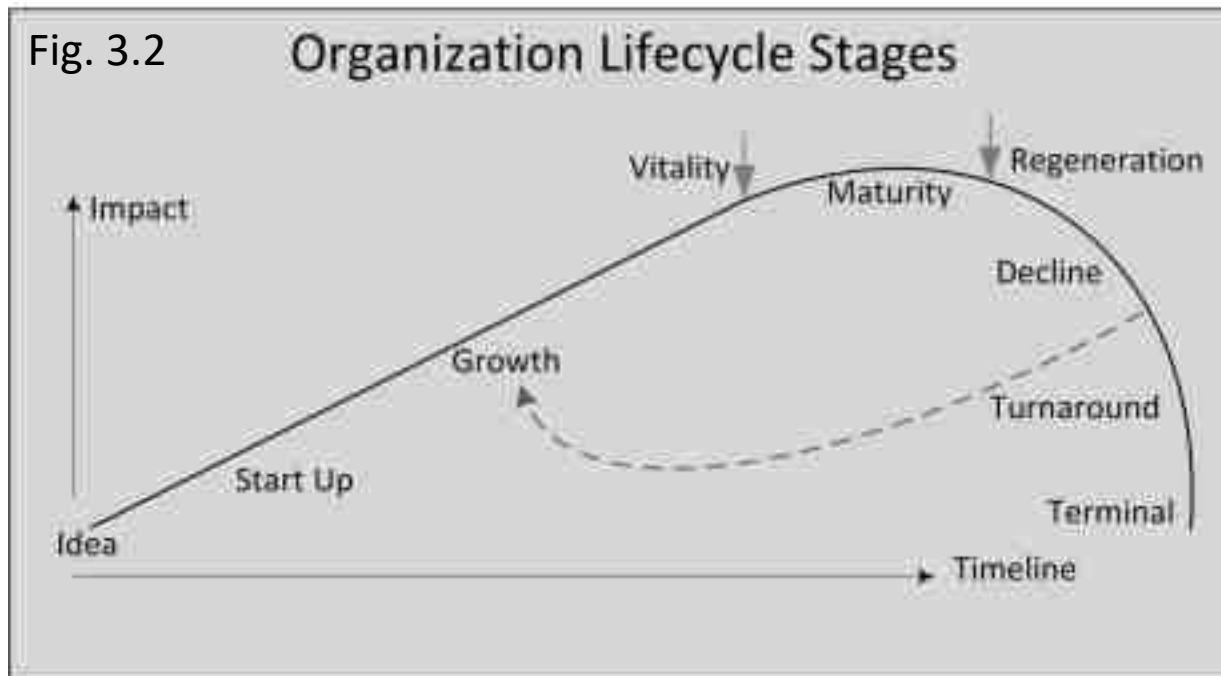 Fig. 3.2
Organization Lifecycle Stages
Vitality
Regeneration
Impact
Maturity
Decline
Growth
Turnaround
Start Up
Terminal
Idea
Timeline